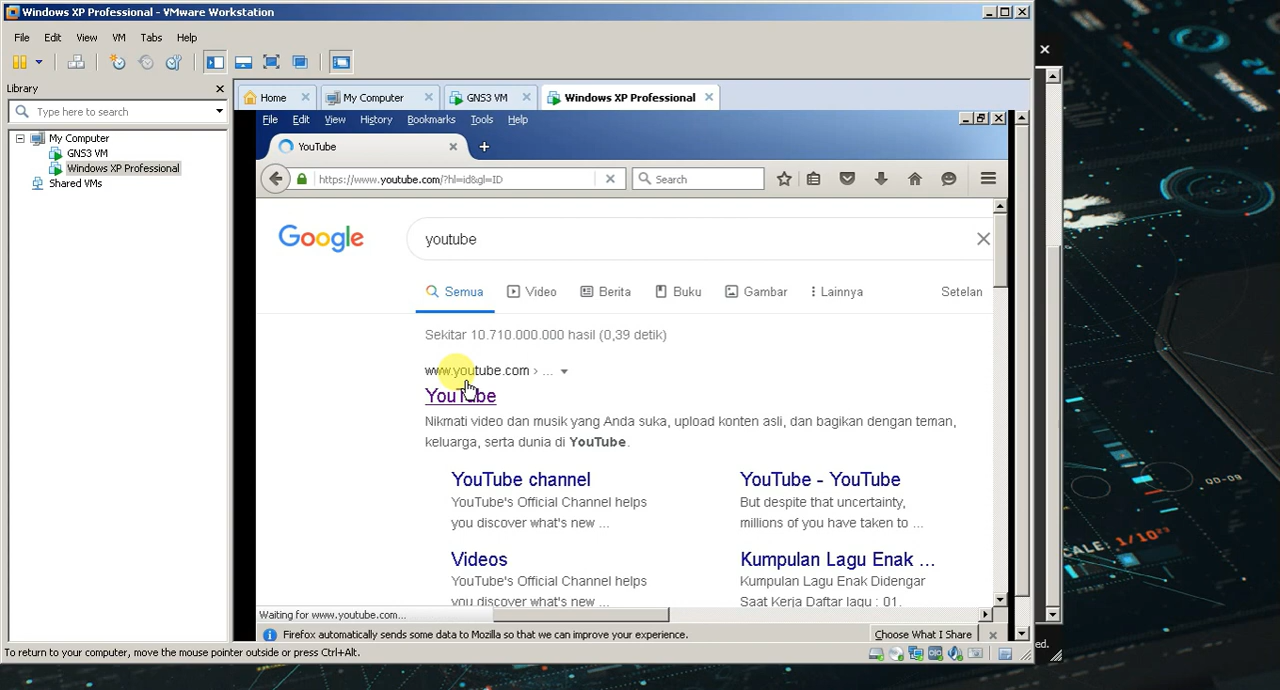 Windows XP Professional - VMware Workstation
File Edit View VM Tabs Help
Library
Type here to search
My Computer
GNS3 VM
Windows XP Professional
Shared VMs
Home My Computer GNS3 VM Windows XP Professional
File Edit View History Bookmarks Tools Help
YouTube
https://www.youtube.com/?hl=id&gl=ID
Search
Google
youtube
Semua Video Berita Buku Gambar Lainnya Setelan
Sekitar 10.710.000.000 hasil (0,39 detik)
www.youtube.com › ...
YouTube
Nikmati video dan musik yang Anda suka, upload konten asli, dan bagikan dengan teman,
keluarga, serta dunia di YouTube.
YouTube channel
YouTube's Official Channel helps
you discover what's new ...
YouTube - YouTube
But despite that uncertainty,
millions of you have taken to ...
Videos
YouTube's Official Channel helps
you discover what's new ...
Kumpulan Lagu Enak ...
Kumpulan Lagu Enak Didengar
Saat Kerja Daftar lagu : 01.
Waiting for www.youtube.com...
Firefox automatically sends some data to Mozilla so that we can improve your experience.
Choose What I Share
To return to your computer, move the mouse pointer outside or press Ctrl+Alt.
ed.
A2
00-09
SCALE: 1/10²³